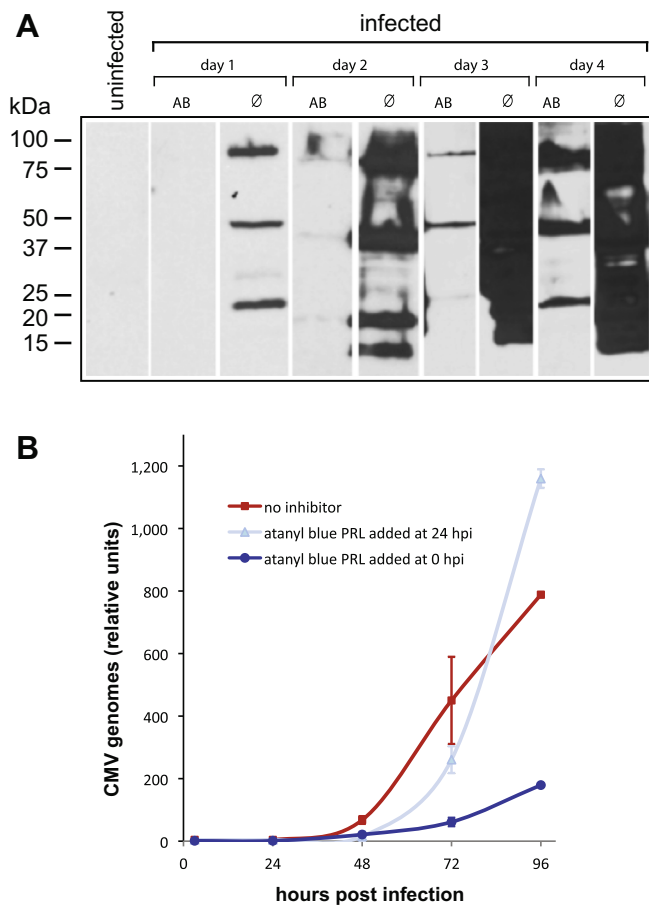 A
infected
uninfected
day 1 day 2 day 3 day 4
kDa
AB Ø AB Ø AB Ø AB Ø
100
75
50
37
25
20
15
B
1,200
1,000
800
600
400
200
0
CMV genomes (relative units)
no inhibitor
atanyl blue PRL added at 24 hpi
atanyl blue PRL added at 0 hpi
0 24 48 72 96
hours post infection